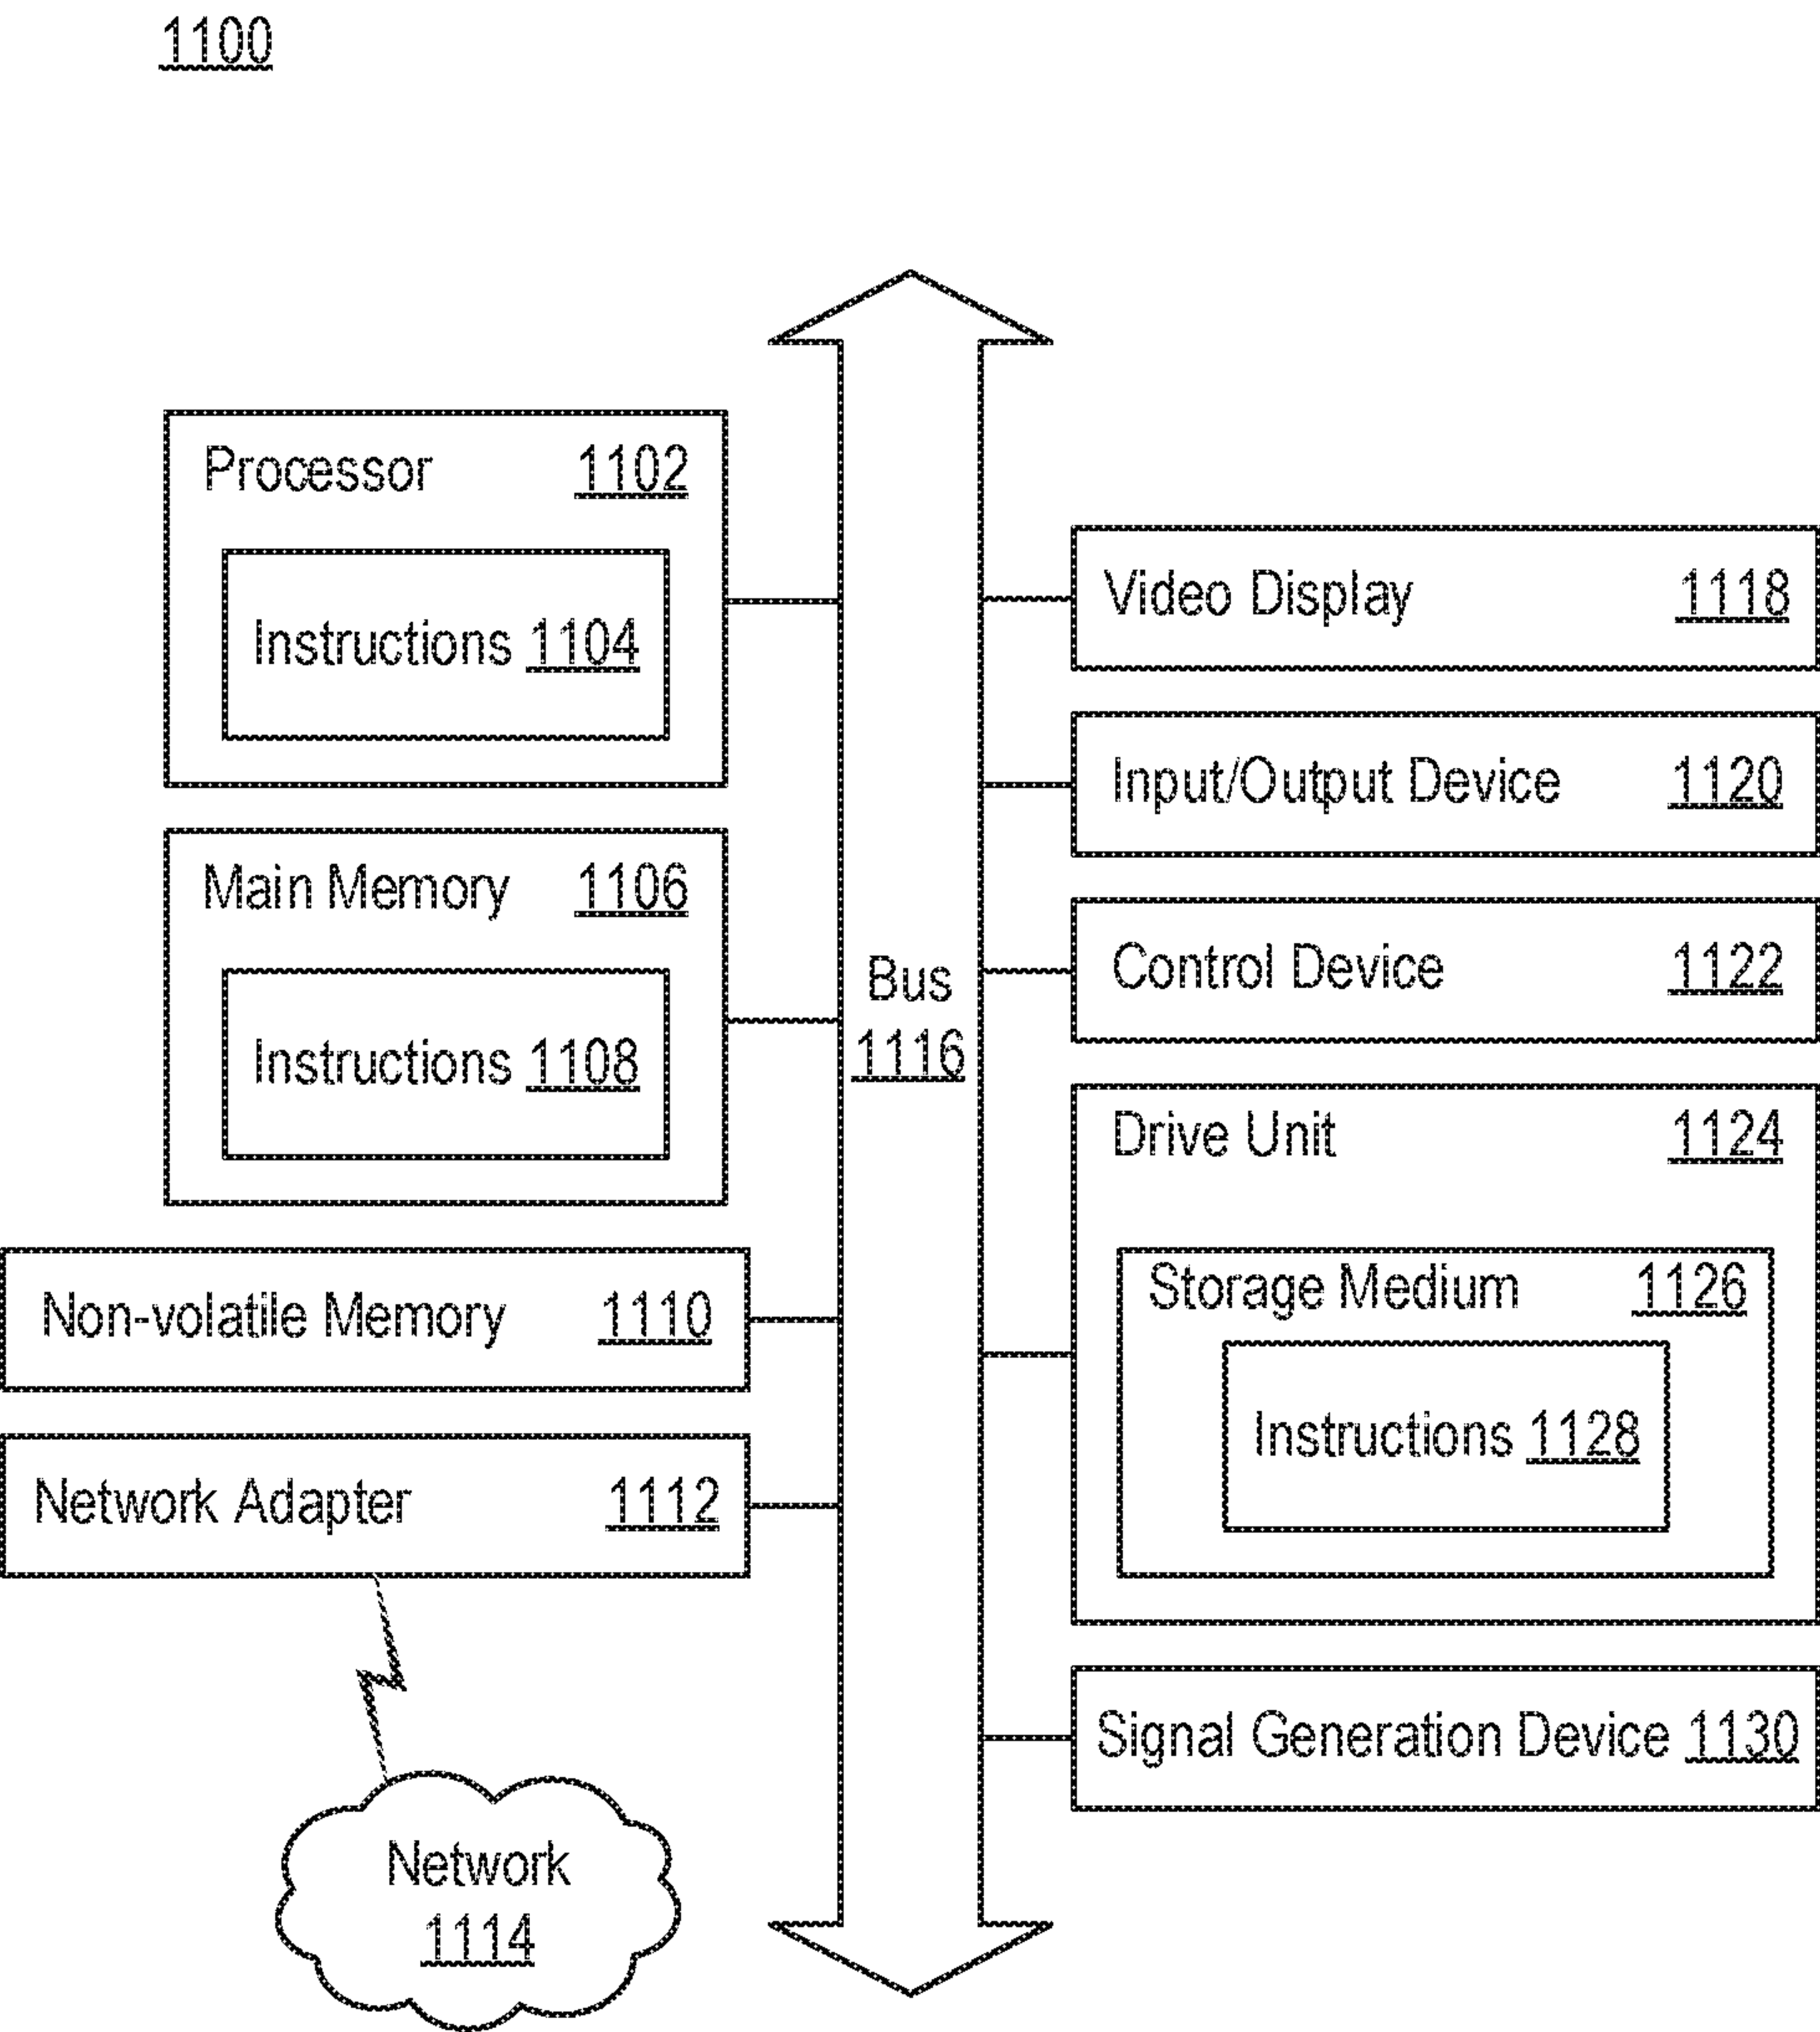 1100
Processor 1102
Instructions 1104
Main Memory 1106
Instructions 1108
Non-volatile Memory 1110
Network Adapter 1112
Network
1114
Bus
1116
Video Display 1118
Input/Output Device 1120
Control Device 1122
Drive Unit 1124
Storage Medium 1126
Instructions 1128
Signal Generation Device 1130